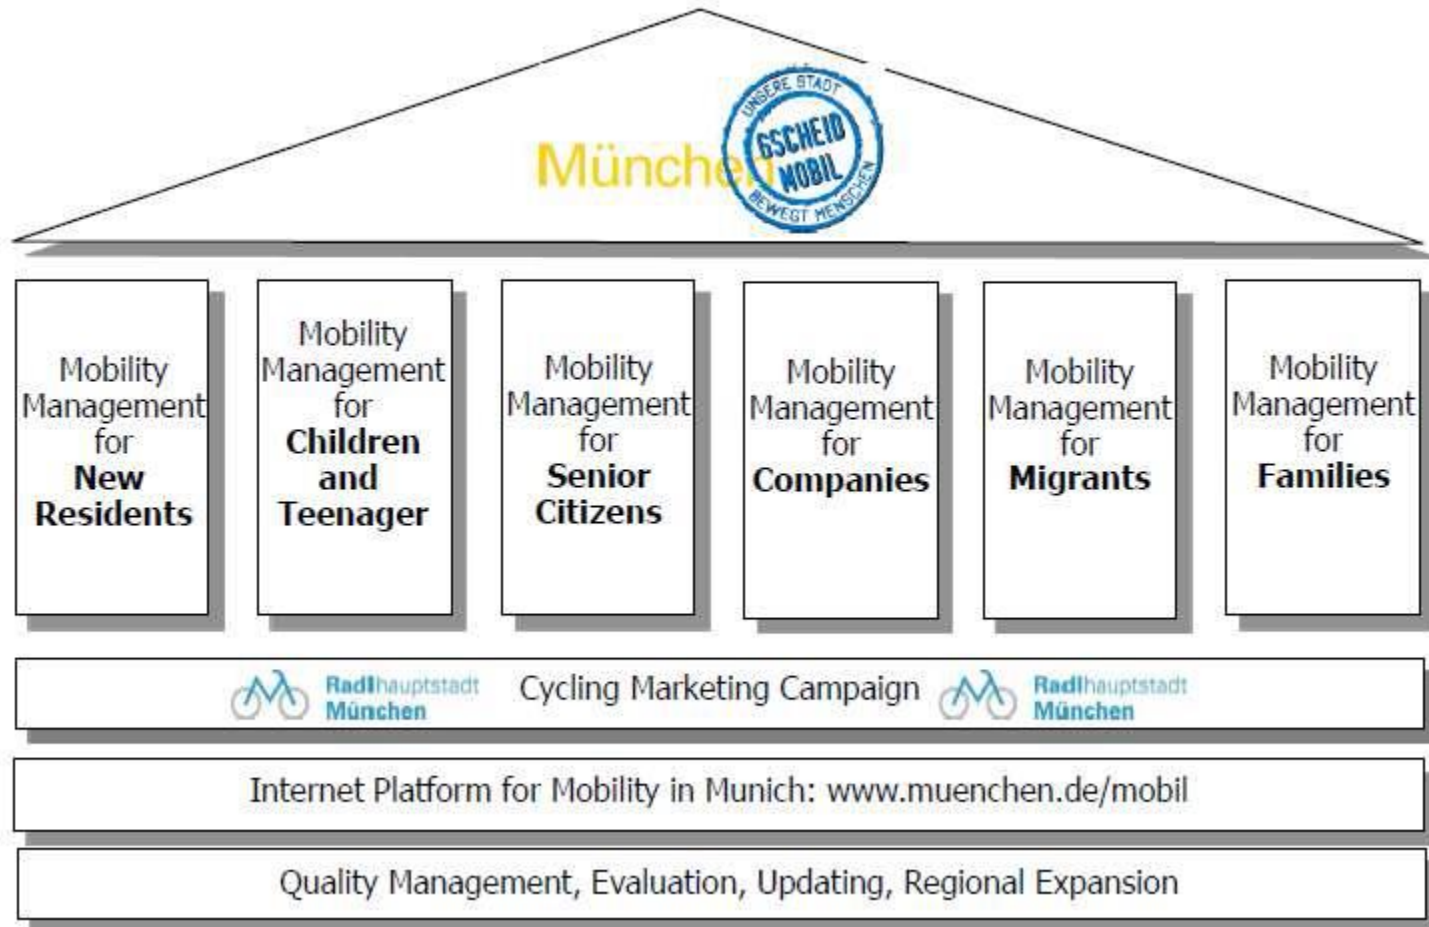 München
UNSERE STADT
GSCHEID
MOBIL
BEWEGT MENSCHEN
Mobility
Management
for
New
Residents
Mobility
Management
for
Children
and
Teenager
Mobility
Management
for
Senior
Citizens
Mobility
Management
for
Companies
Mobility
Management
for
Migrants
Mobility
Management
for
Families
Radlhauptstadt
München
Cycling Marketing Campaign
Radlhauptstadt
München
Internet Platform for Mobility in Munich: www.muenchen.de/mobil
Quality Management, Evaluation, Updating, Regional Expansion